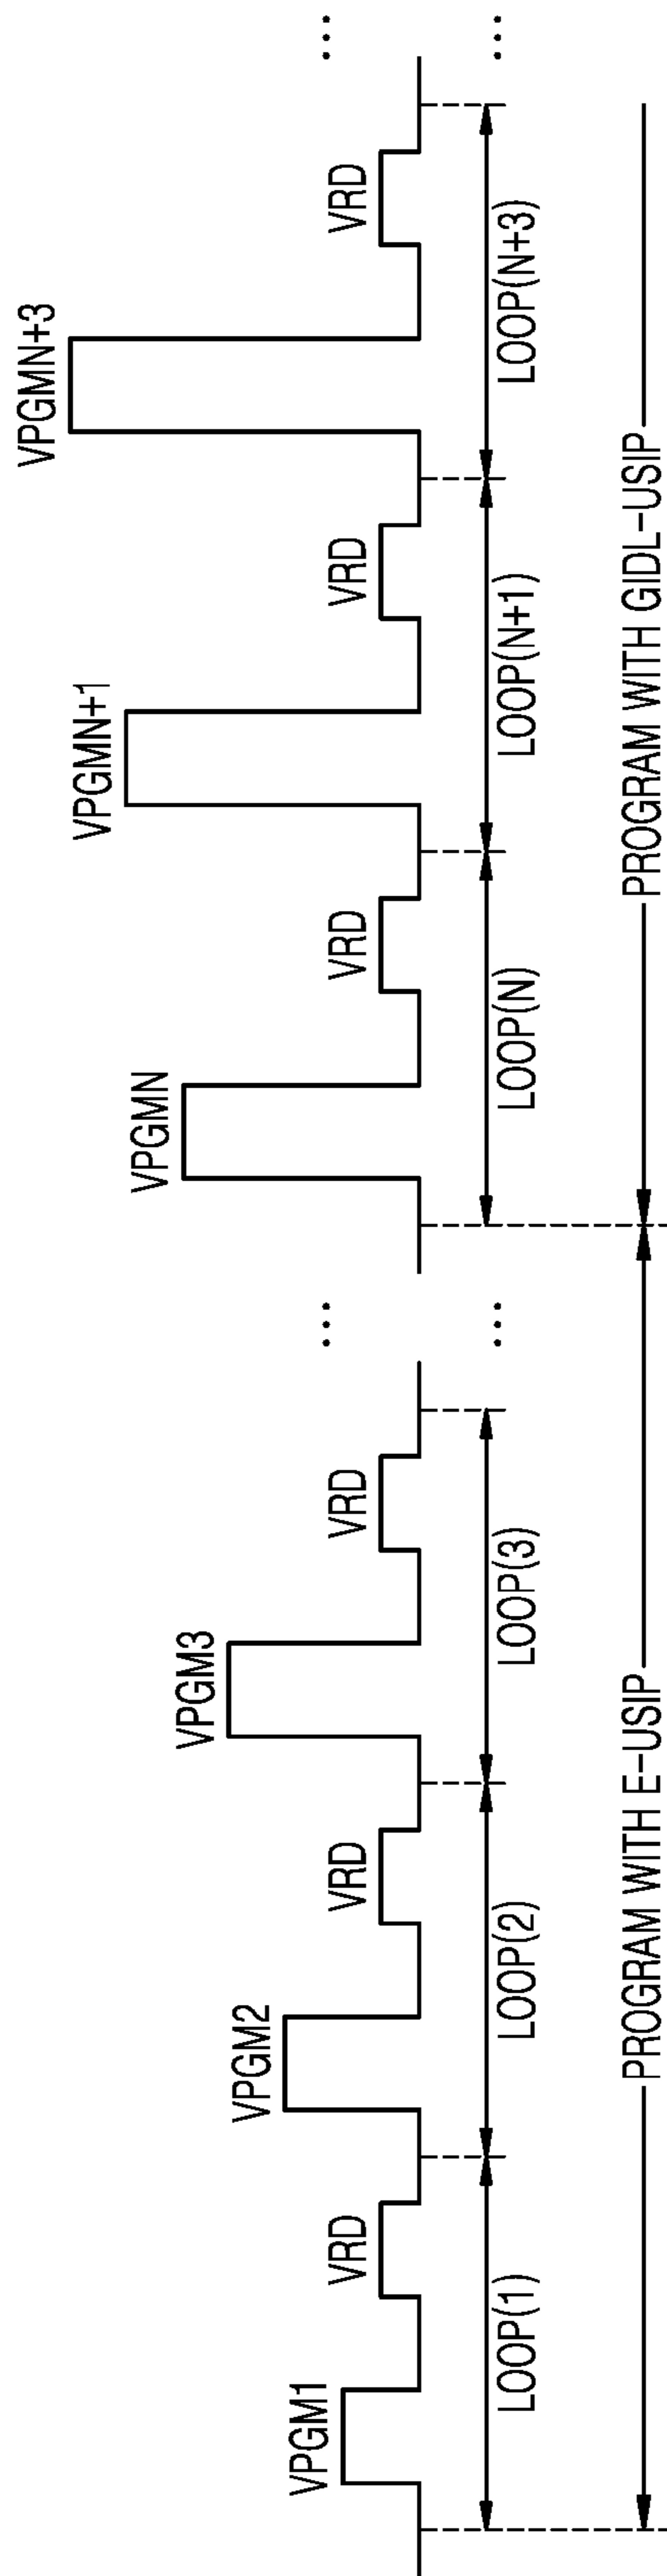 VPGM1
VRD
VPGM2
VRD
VPGM3
VRD
...
VPGMN
VRD
VPGMN+1
VRD
VPGMN+3
VRD
...
LOOP(1)
LOOP(2)
LOOP(3)
...
LOOP(N)
LOOP(N+1)
LOOP(N+3)
...
PROGRAM WITH E-USIP
PROGRAM WITH GIDL-USIP